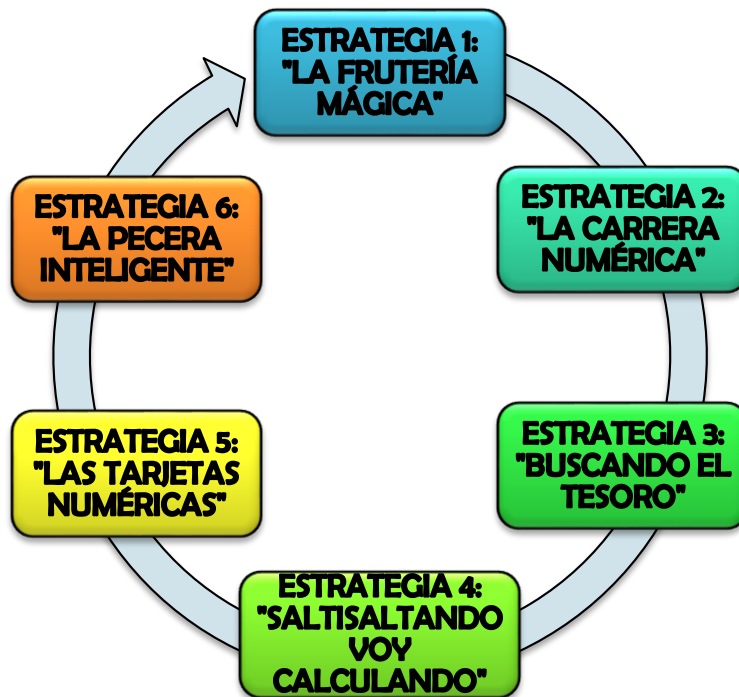 ESTRATEGIA 1:
"LA FRUTERÍA
MÁGICA"
ESTRATEGIA 2:
"LA CARRERA
NUMÉRICA"
ESTRATEGIA 3:
"BUSCANDO EL
TESORO"
ESTRATEGIA 4:
"SALTISALTANDO
VOY
CALCULANDO"
ESTRATEGIA 5:
"LAS TARJETAS
NUMÉRICAS"
ESTRATEGIA 6:
"LA PECERA
INTELIGENTE"